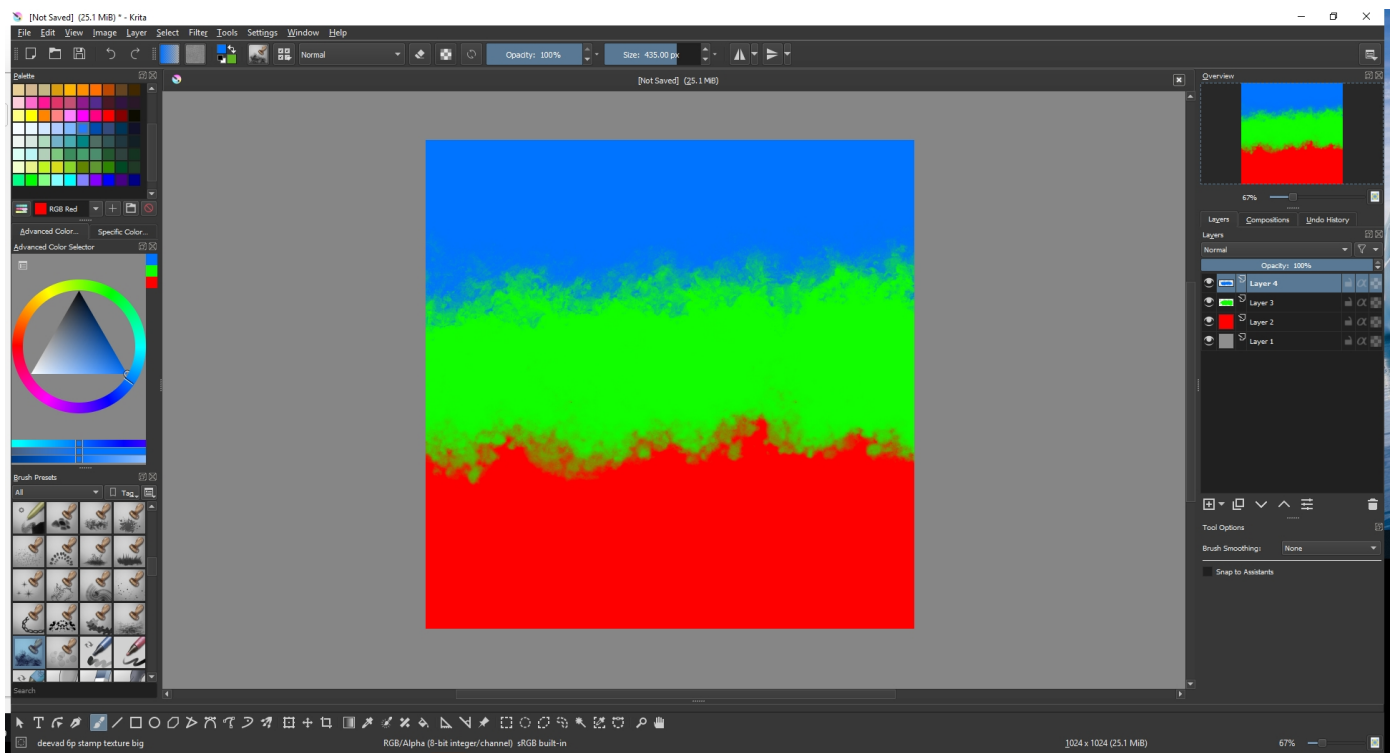 [Not Saved] (25.1 MiB) * - Krita
File Edit View Image Layer Select Filter Tools Settings Window Help
Normal
Opacity: 100%
Size: 435.00 px
Palette
[Not Saved] (25.1 MiB)
Overview
RGB Red
67%
Advanced Color... Specific Color...
Layers Compositions Undo History
Advanced Color Selector
Layers
Normal
Opacity: 100%
Layer 4
Layer 3
Layer 2
Layer 1
Brush Presets
All
Tag
Tool Options
Brush Smoothing: None
Snap to Assistants
Search
deevad 6p stamp texture big
RGB/Alpha (8-bit integer/channel) sRGB built-in
1024 x 1024 (25.1 MiB)
67%